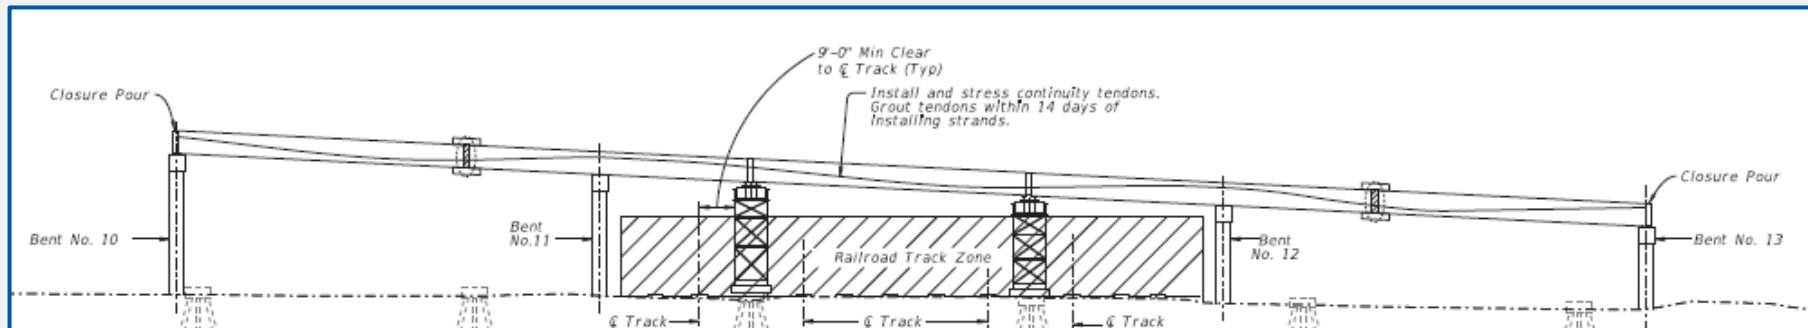 9'-0" Min Clear
to ℄ Track (Typ)
Closure Pour
Install and stress continuity tendons.
Grout tendons within 14 days of
installing strands.
Closure Pour
Bent No. 10
Bent
No.11
Railroad Track Zone
Bent
No. 12
Bent No. 13
℄ Track
℄ Track
℄ Track